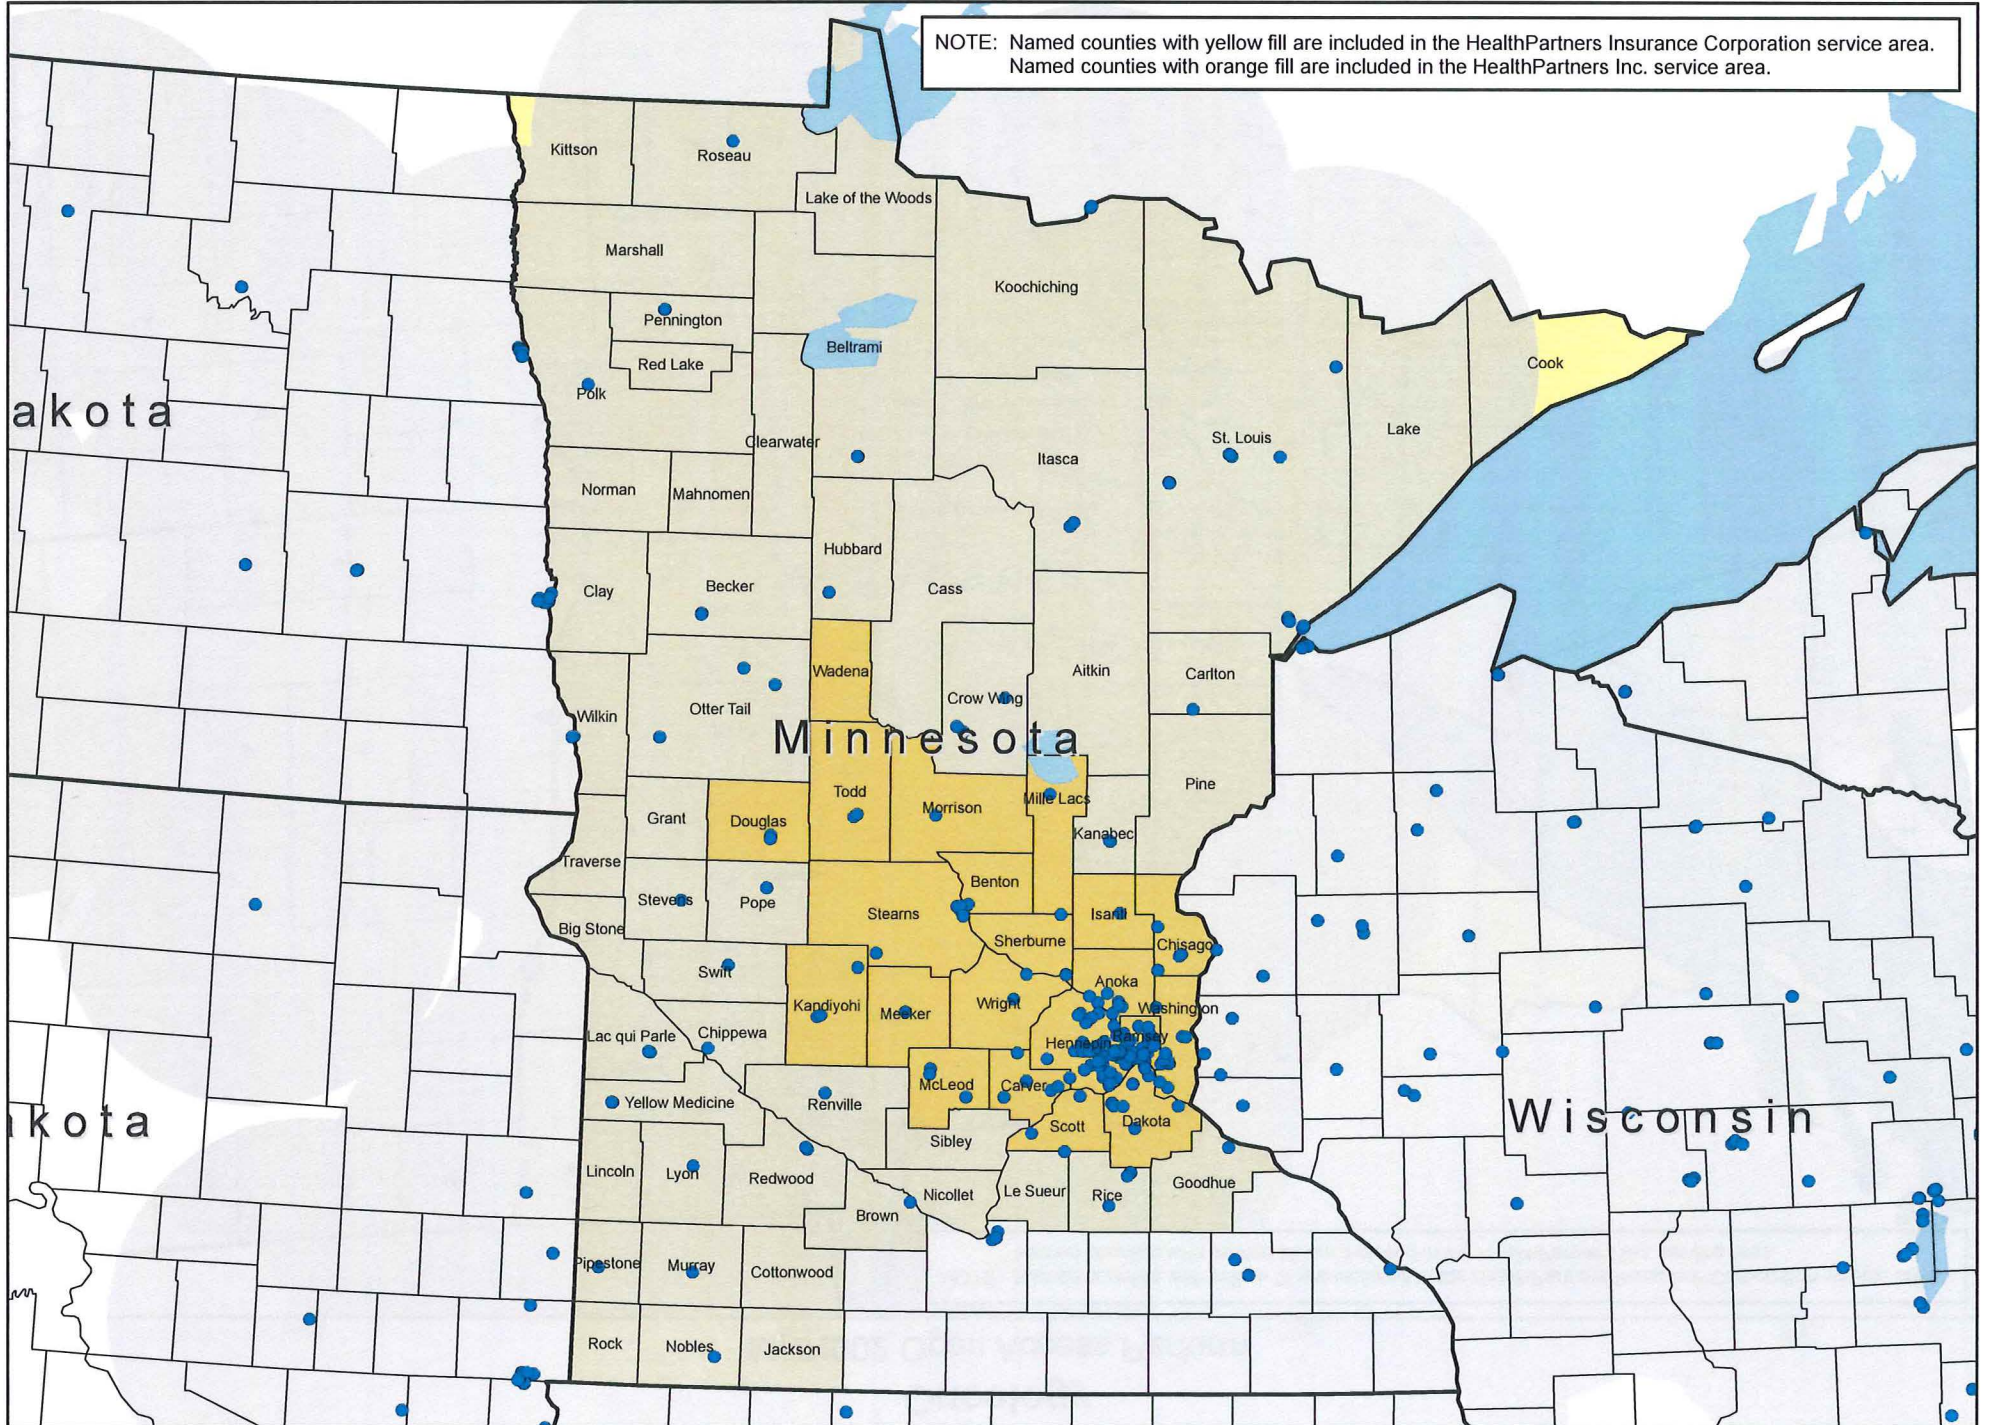 NOTE: Named counties with yellow fill are included in the HealthPartners Insurance Corporation service area.
Named counties with orange fill are included in the HealthPartners Inc. service area.
Kittson
Roseau
Lake of the Woods
Marshall
Koochiching
Pennington
Beltrami
Red Lake
Cook
Polk
akota
Clearwater
St. Louis
Lake
Itasca
Norman
Mahnomen
Hubbard
Clay
Becker
Cass
Wadena
Aitkin
Carlton
Crow Wing
Otter Tail
Wilkin
Minnesota
Pine
Todd
Mille Lacs
Morrison
Grant
Douglas
Kanabec
Traverse
Benton
Stevens
Pope
Stearns
Isanti
Big Stone
Sherburne
Chisago
Swift
Anoka
Kandiyohi
Wright
Washington
Meeker
Chippewa
Lac qui Parle
Hennepin
Ramsey
McLeod
Carver
Yellow Medicine
Renville
Wisconsin
kota
Scott
Dakota
Sibley
Lincoln
Lyon
Redwood
Le Sueur
Nicollet
Rice
Goodhue
Brown
Pipestone
Murray
Cottonwood
Rock
Nobles
Jackson